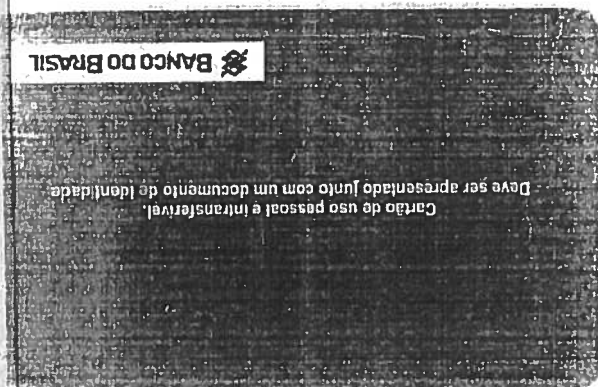 Cartão de uso pessoal e intransferível.
Deve ser apresentado junto com um documento de Identidade
BANCO DO BRASIL